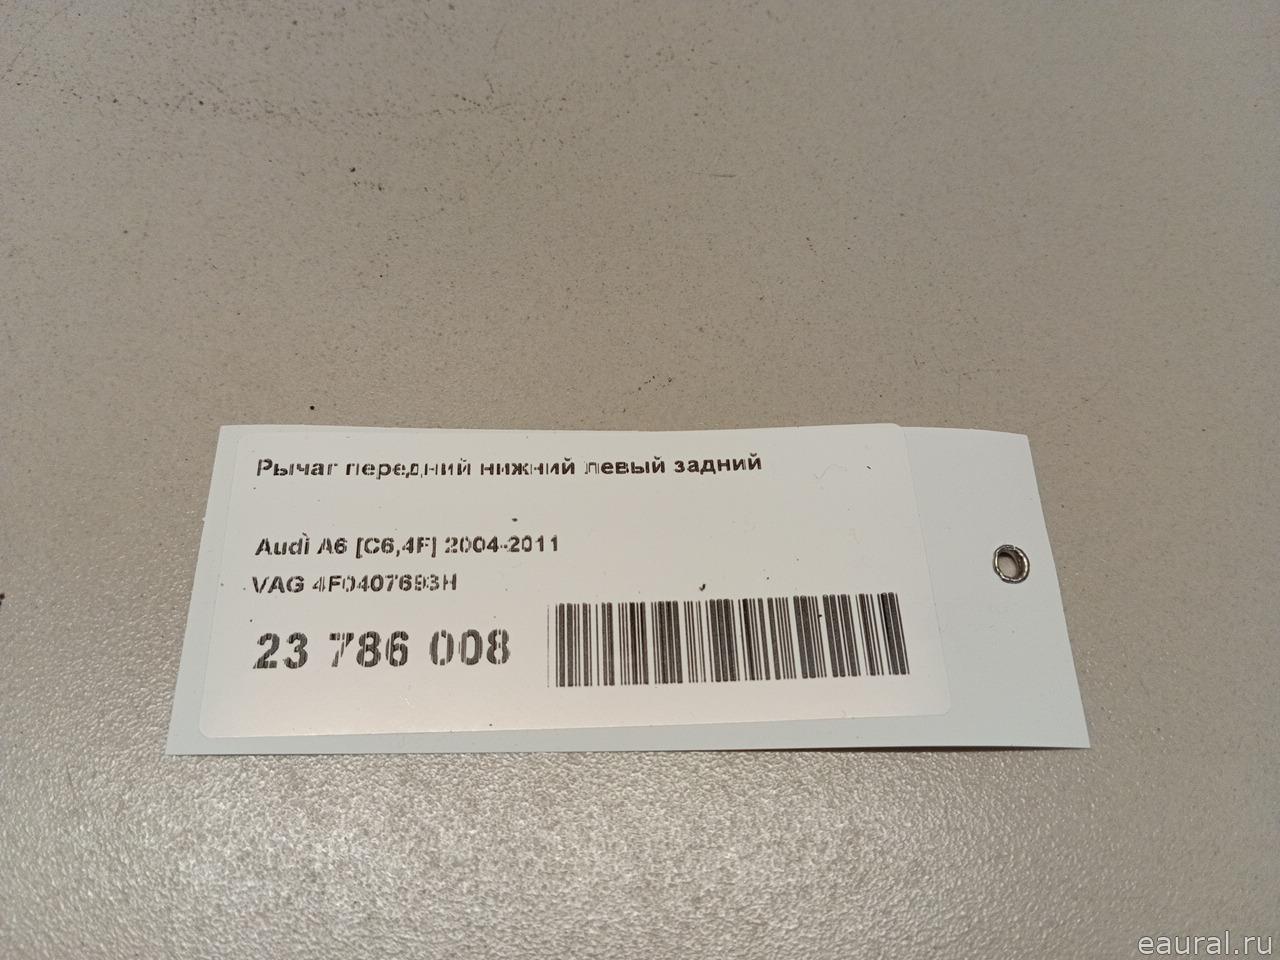 Рычаг передний нижний левый задний
Audi A6 [C6,4F] 2004-2011
VAG 4F0407693H
23 786 008
eaural.ru